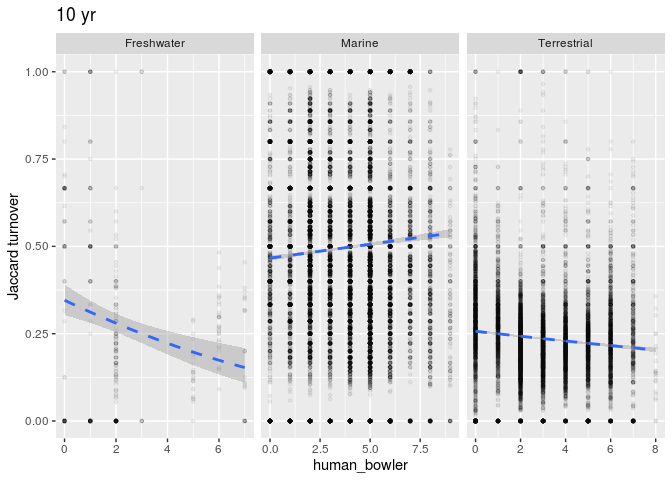 10 yr
Freshwater Marine Terrestrial
Jaccard turnover
1.00
0.75
0.50
0.25
0.00
0 2 4 6 0.0 2.5 5.0 7.5 0 2 4 6 8
human_bowler